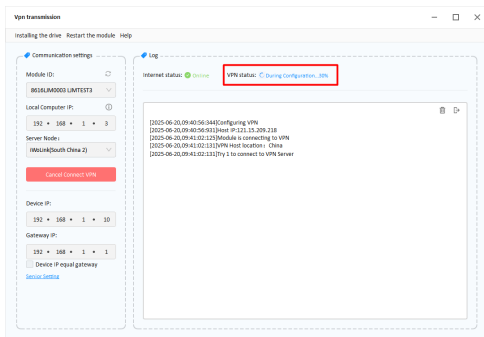 Vpn transmission
Installing the drive Restart the module Help
Communication settings
Module ID:
8616LIM0003 LIMTEST3
Local Computer IP:
192 • 168 • 1 • 3
Server Node:
IWoLink(South China 2)
Cancel Connect VPN
Device IP:
192 • 168 • 1 • 10
Gateway IP:
192 • 168 • 1 • 1
Device IP equal gateway
Service Setting
Log
Internet status: Online
VPN status: During Configuration...30%
[2025-06-20,09:40:56:344]Configuring VPN
[2025-06-20,09:40:56:931]Host IP:121.15.209.218
[2025-06-20,09:41:02:125]Module is connecting to VPN
[2025-06-20,09:41:02:131]VPN Host location: China
[2025-06-20,09:41:02:131]Try 1 to connect to VPN Server